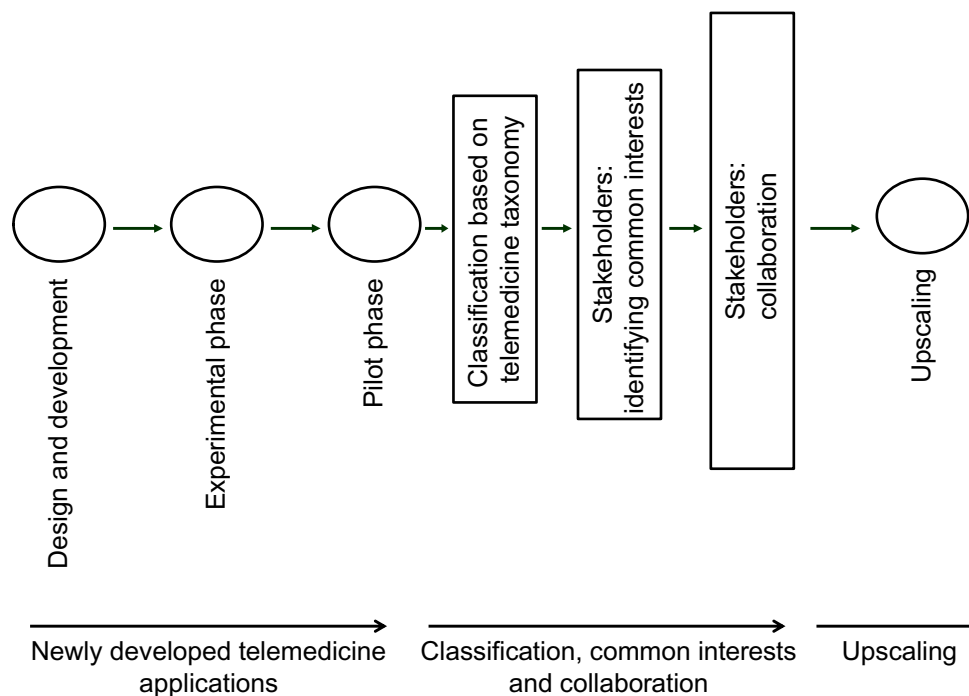 Design and development
Experimental phase
Pilot phase
Classification based on
telemedicine taxonomy
Stakeholders:
identifying common interests
Stakeholders:
collaboration
Upscaling
Newly developed telemedicine
applications
Classification, common interests
and collaboration
Upscaling